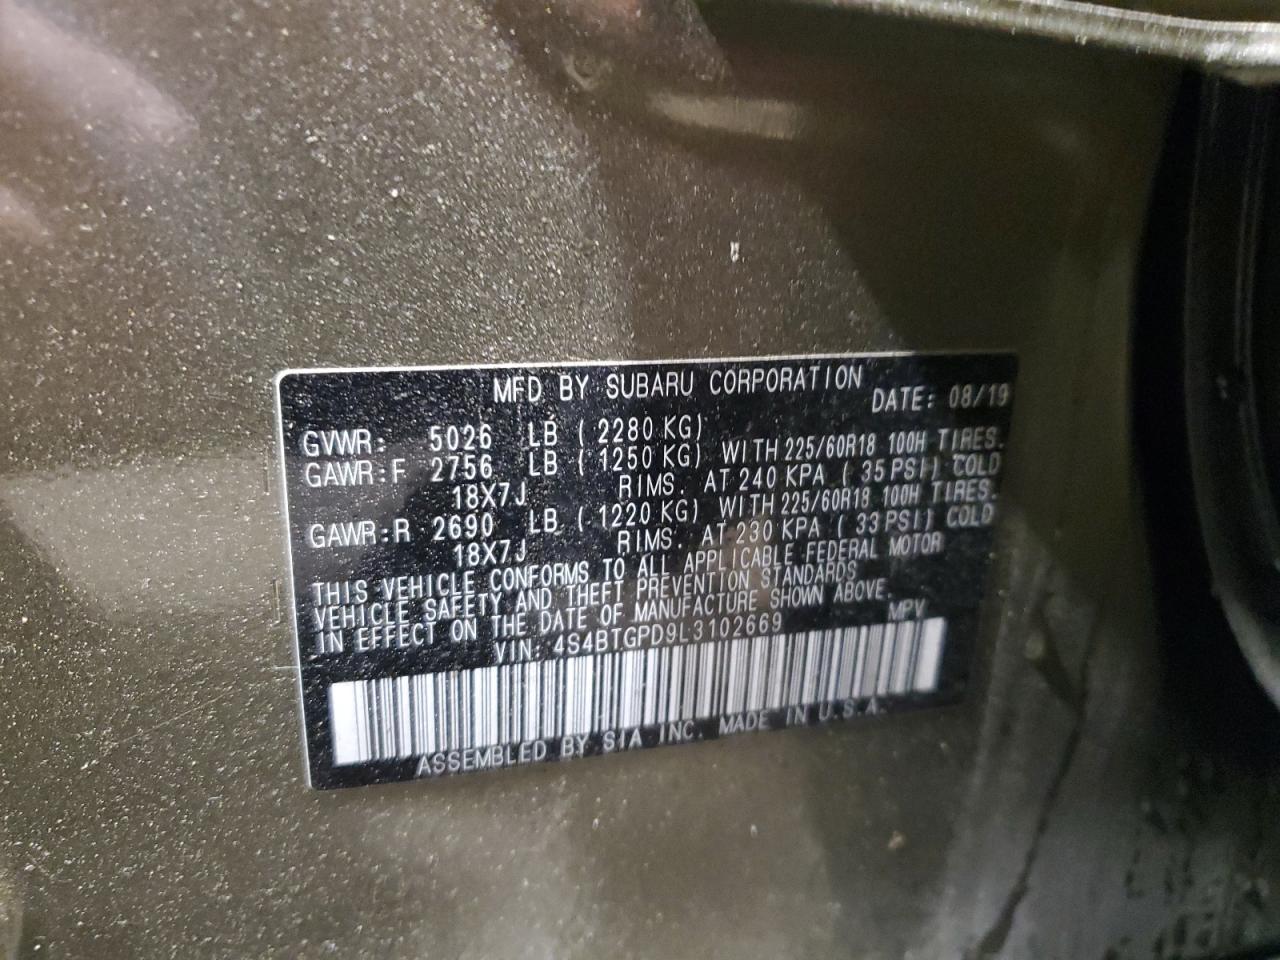 MFD BY SUBARU CORPORATION
DATE: 08/19
GVWR: 5026 LB ( 2280 KG)
GAWR:F 2756 LB ( 1250 KG) WITH 225/60R18 100H TIRES.
18X7J RIMS. AT 240 KPA ( 35 PSI) COLD
GAWR:R 2690 LB ( 1220 KG) WITH 225/60R18 100H TIRES.
18X7J RIMS. AT 230 KPA ( 33 PSI) COLD
THIS VEHICLE CONFORMS TO ALL APPLICABLE FEDERAL MOTOR
VEHICLE SAFETY AND THEFT PREVENTION STANDARDS
IN EFFECT ON THE DATE OF MANUFACTURE SHOWN ABOVE.
VIN: 4S4BTGPD9L3102669 MPV
ASSEMBLED BY SIA INC. MADE IN U.S.A.